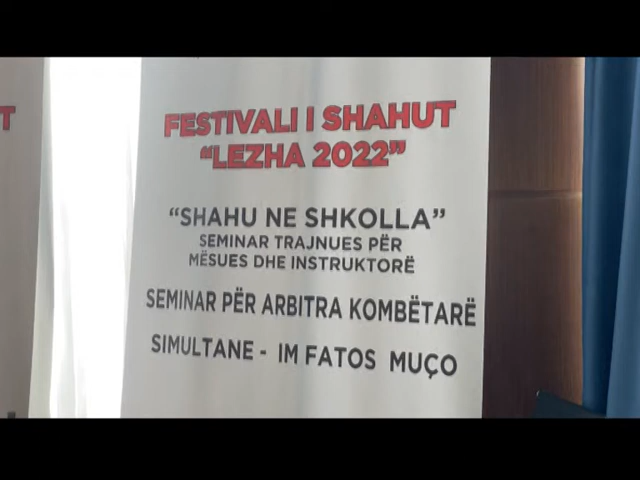 FESTIVALI I SHAHUT
"LEZHA 2022"
"SHAHU NE SHKOLLA"
SEMINAR TRAJNUES PËR
MËSUES DHE INSTRUKTORË
SEMINAR PËR ARBITRA KOMBËTARË
SIMULTANE - IM FATOS MUÇO